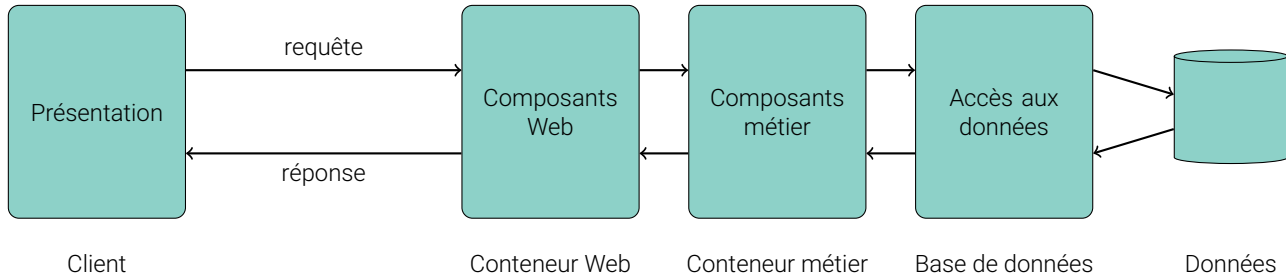 requête
Présentation
Composants
Web
Composants
métier
Accès aux
données
réponse
Client
Conteneur Web
Conteneur métier
Base de données
Données